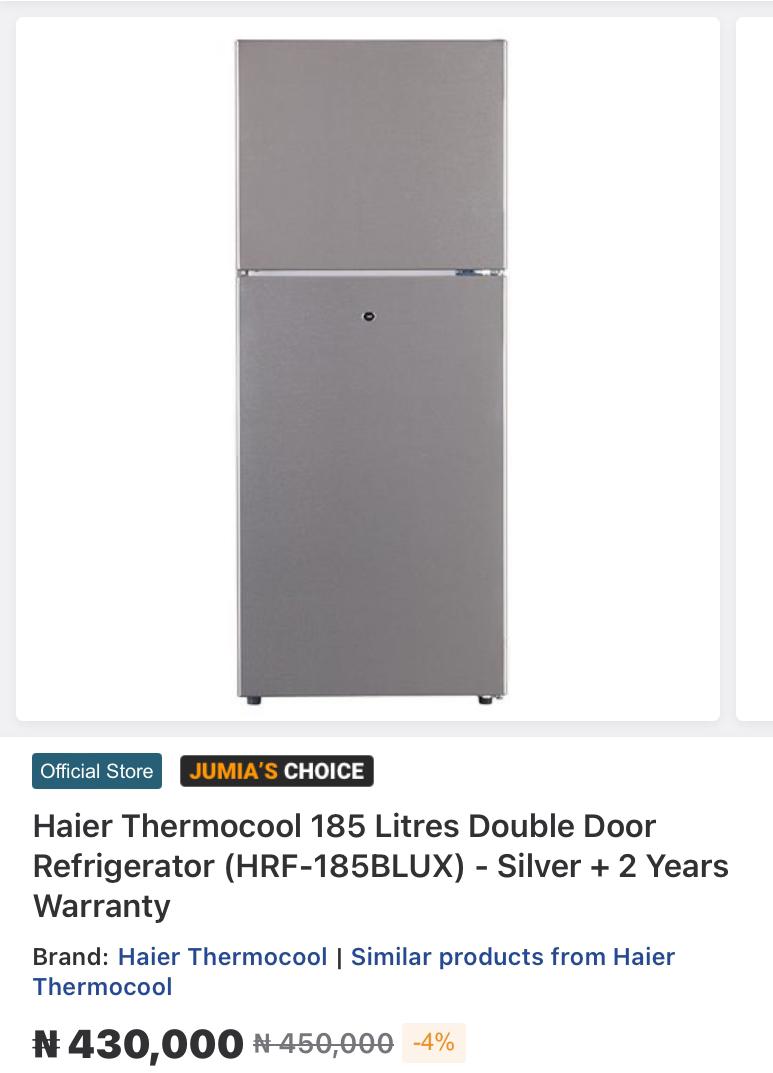 Official Store
JUMIA'S CHOICE
Haier Thermocool 185 Litres Double Door
Refrigerator (HRF-185BLUX) - Silver + 2 Years
Warranty
Brand: Haier Thermocool | Similar products from Haier
Thermocool
₦ 430,000 ₦ 450,000 -4%